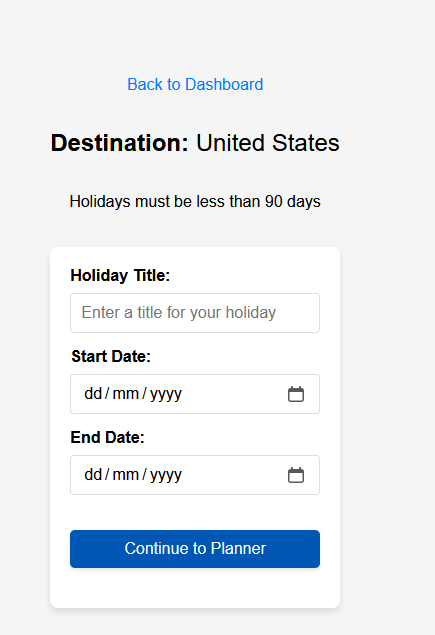 Back to Dashboard
Destination: United States
Holidays must be less than 90 days
Holiday Title:
Enter a title for your holiday
Start Date:
dd/mm/yyyy
End Date:
dd/mm/yyyy
Continue to Planner